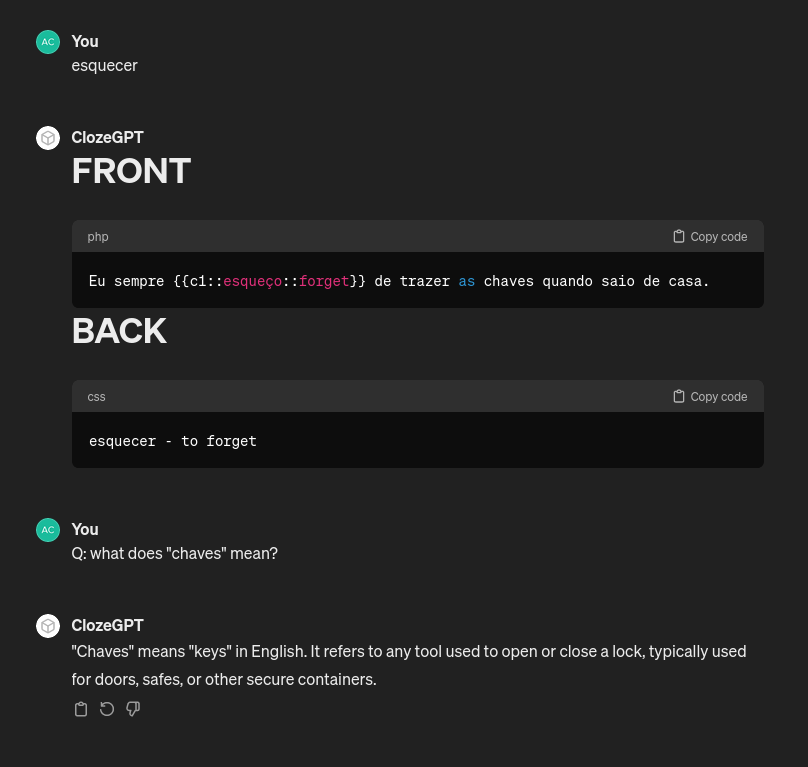 AC You
esquecer
ClozeGPT
FRONT
php Copy code
Eu sempre {{c1::esqueço::forget}} de trazer as chaves quando saio de casa.
BACK
css Copy code
esquecer - to forget
AC You
Q: what does "chaves" mean?
ClozeGPT
"Chaves" means "keys" in English. It refers to any tool used to open or close a lock, typically used
for doors, safes, or other secure containers.